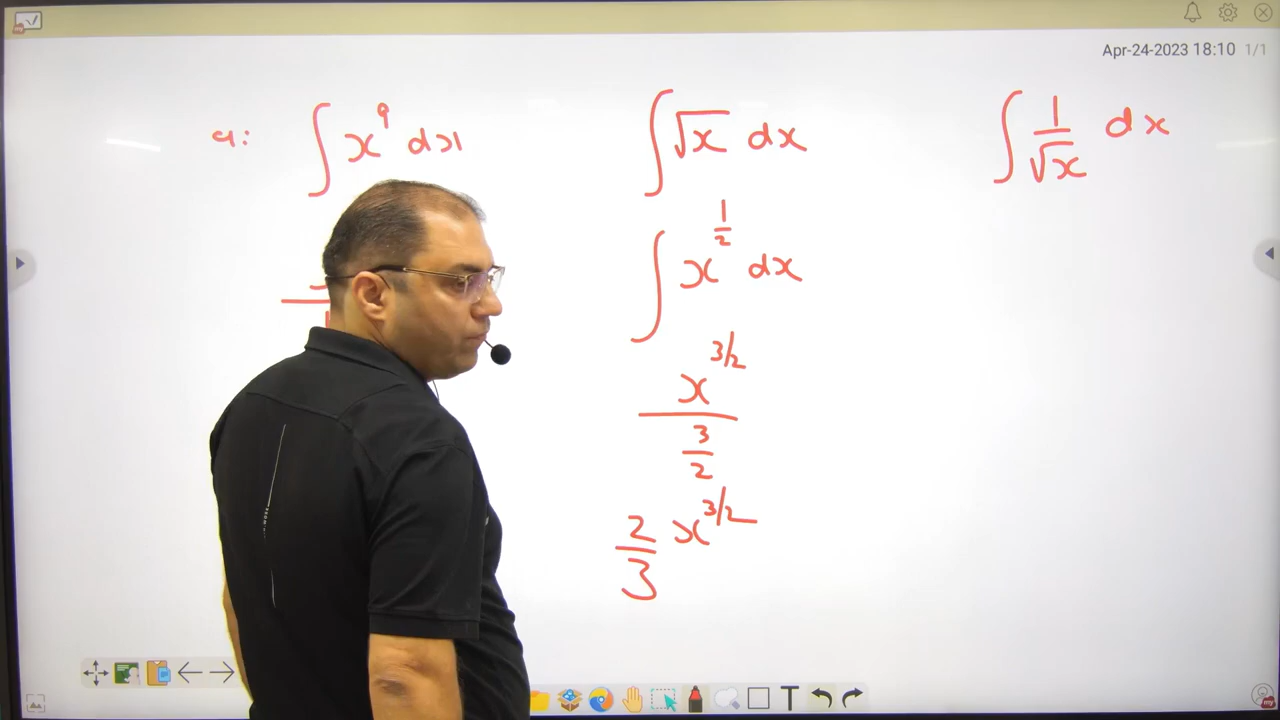 Apr-24-2023 18:10 1/1
Q: ∫ x⁹ dx
∫ √x dx
∫ x^{1/2} dx
x^{3/2}
3/2
2/3 x^{3/2}
∫ 1/√x dx
T